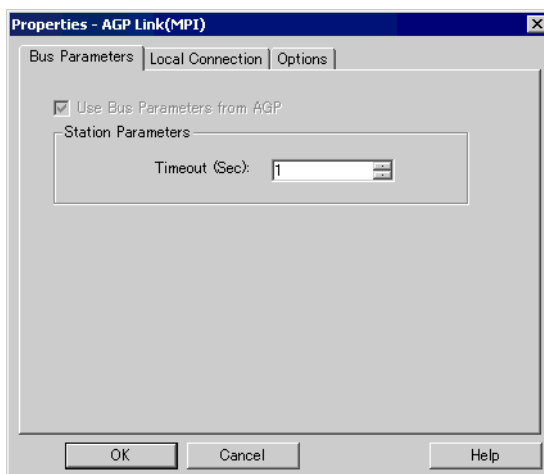 Properties - AGP Link(MPI)
Bus Parameters Local Connection Options
Use Bus Parameters from AGP
Station Parameters
Timeout (Sec): 1
OK Cancel Help